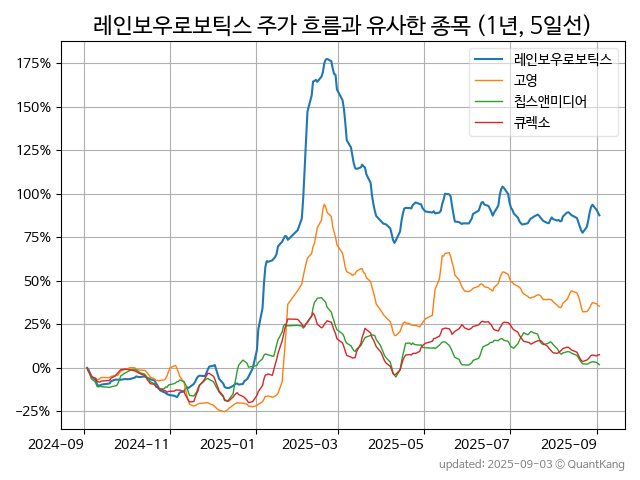 레인보우로보틱스 주가 흐름과 유사한 종목 (1년, 5일선)
레인보우로보틱스
고영
칩스앤미디어
큐렉소
175%
150%
125%
100%
75%
50%
25%
0%
−25%
2024-09 2024-11 2025-01 2025-03 2025-05 2025-07 2025-09
updated: 2025-09-03 © QuantKang